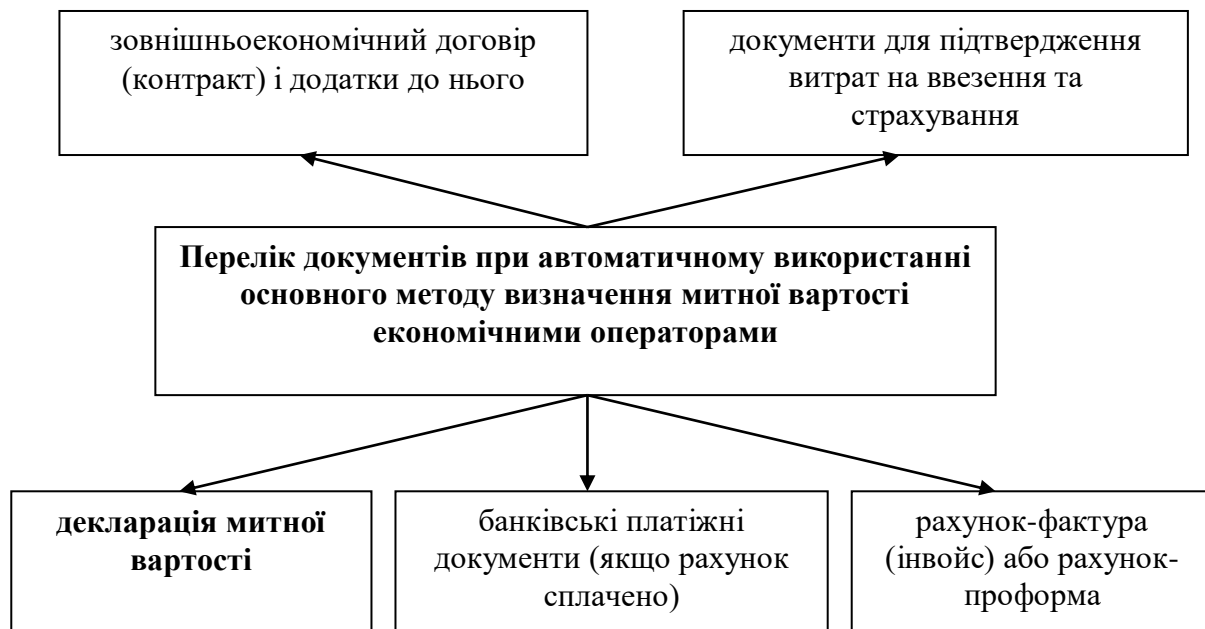 зовнішньоекономічний договір
(контракт) і додатки до нього
документи для підтвердження
витрат на ввезення та
страхування
Перелік документів при автоматичному використанні
основного методу визначення митної вартості
економічними операторами
декларація митної
вартості
банківські платіжні
документи (якщо рахунок
сплачено)
рахунок-фактура
(інвойс) або рахунок-
проформа